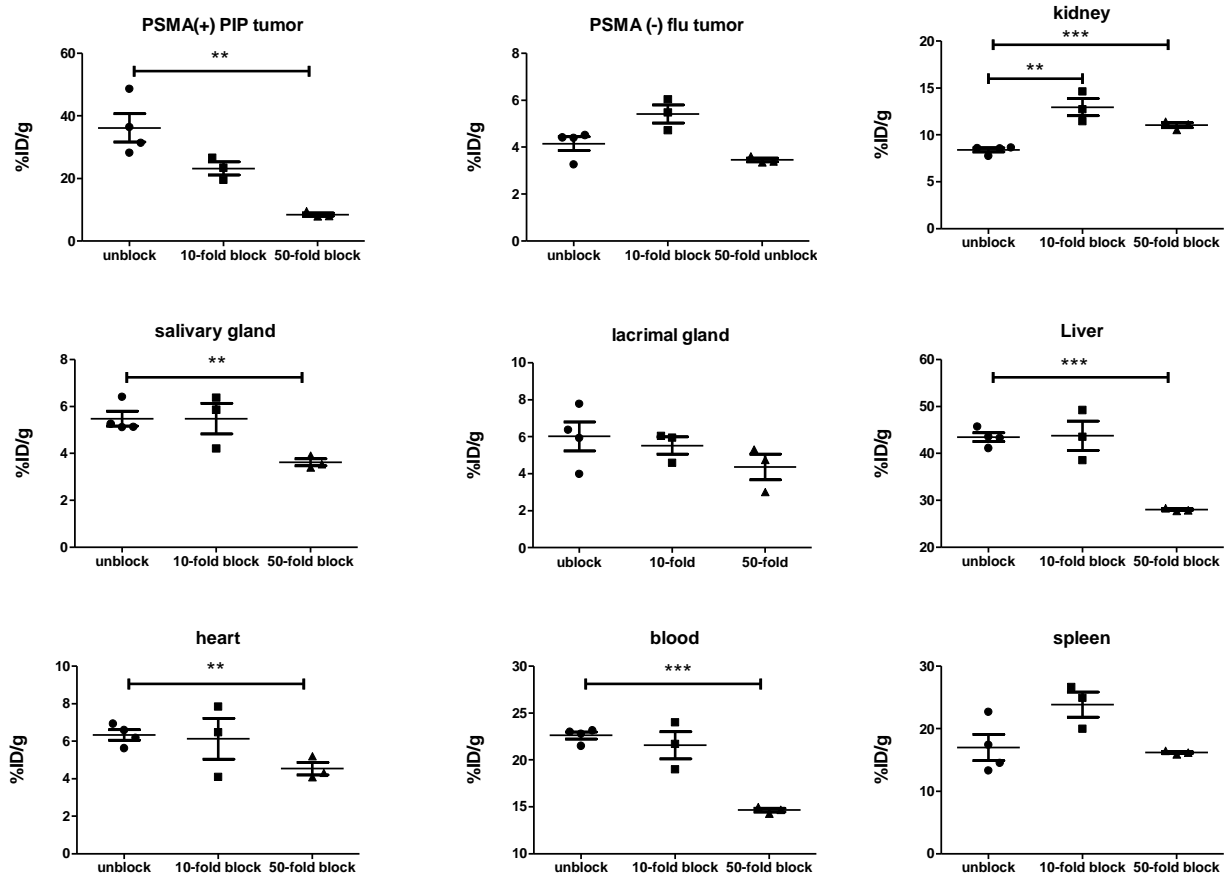 PSMA(+) PIP tumor
60
40
20
0
%ID/g
**
unblock 10-fold block 50-fold block
PSMA (-) flu tumor
8
6
4
2
0
%ID/g
unblock 10-fold block 50-fold unblock
kidney
20
15
10
5
0
%ID/g
***
**
unblock 10-fold block 50-fold block
salivary gland
8
6
4
2
0
%ID/g
**
unblock 10-fold block 50-fold block
lacrimal gland
10
8
6
4
2
0
%ID/g
ublock 10-fold 50-fold
Liver
60
50
40
30
20
%ID/g
***
unblock 10-fold block 50-fold block
heart
10
8
6
4
2
0
%ID/g
**
unblock 10-fold block 50-fold block
blood
30
25
20
15
10
%ID/g
***
unblock 10-fold block 50-fold block
spleen
30
20
10
0
%ID/g
unblock 10-fold block 50-fold block